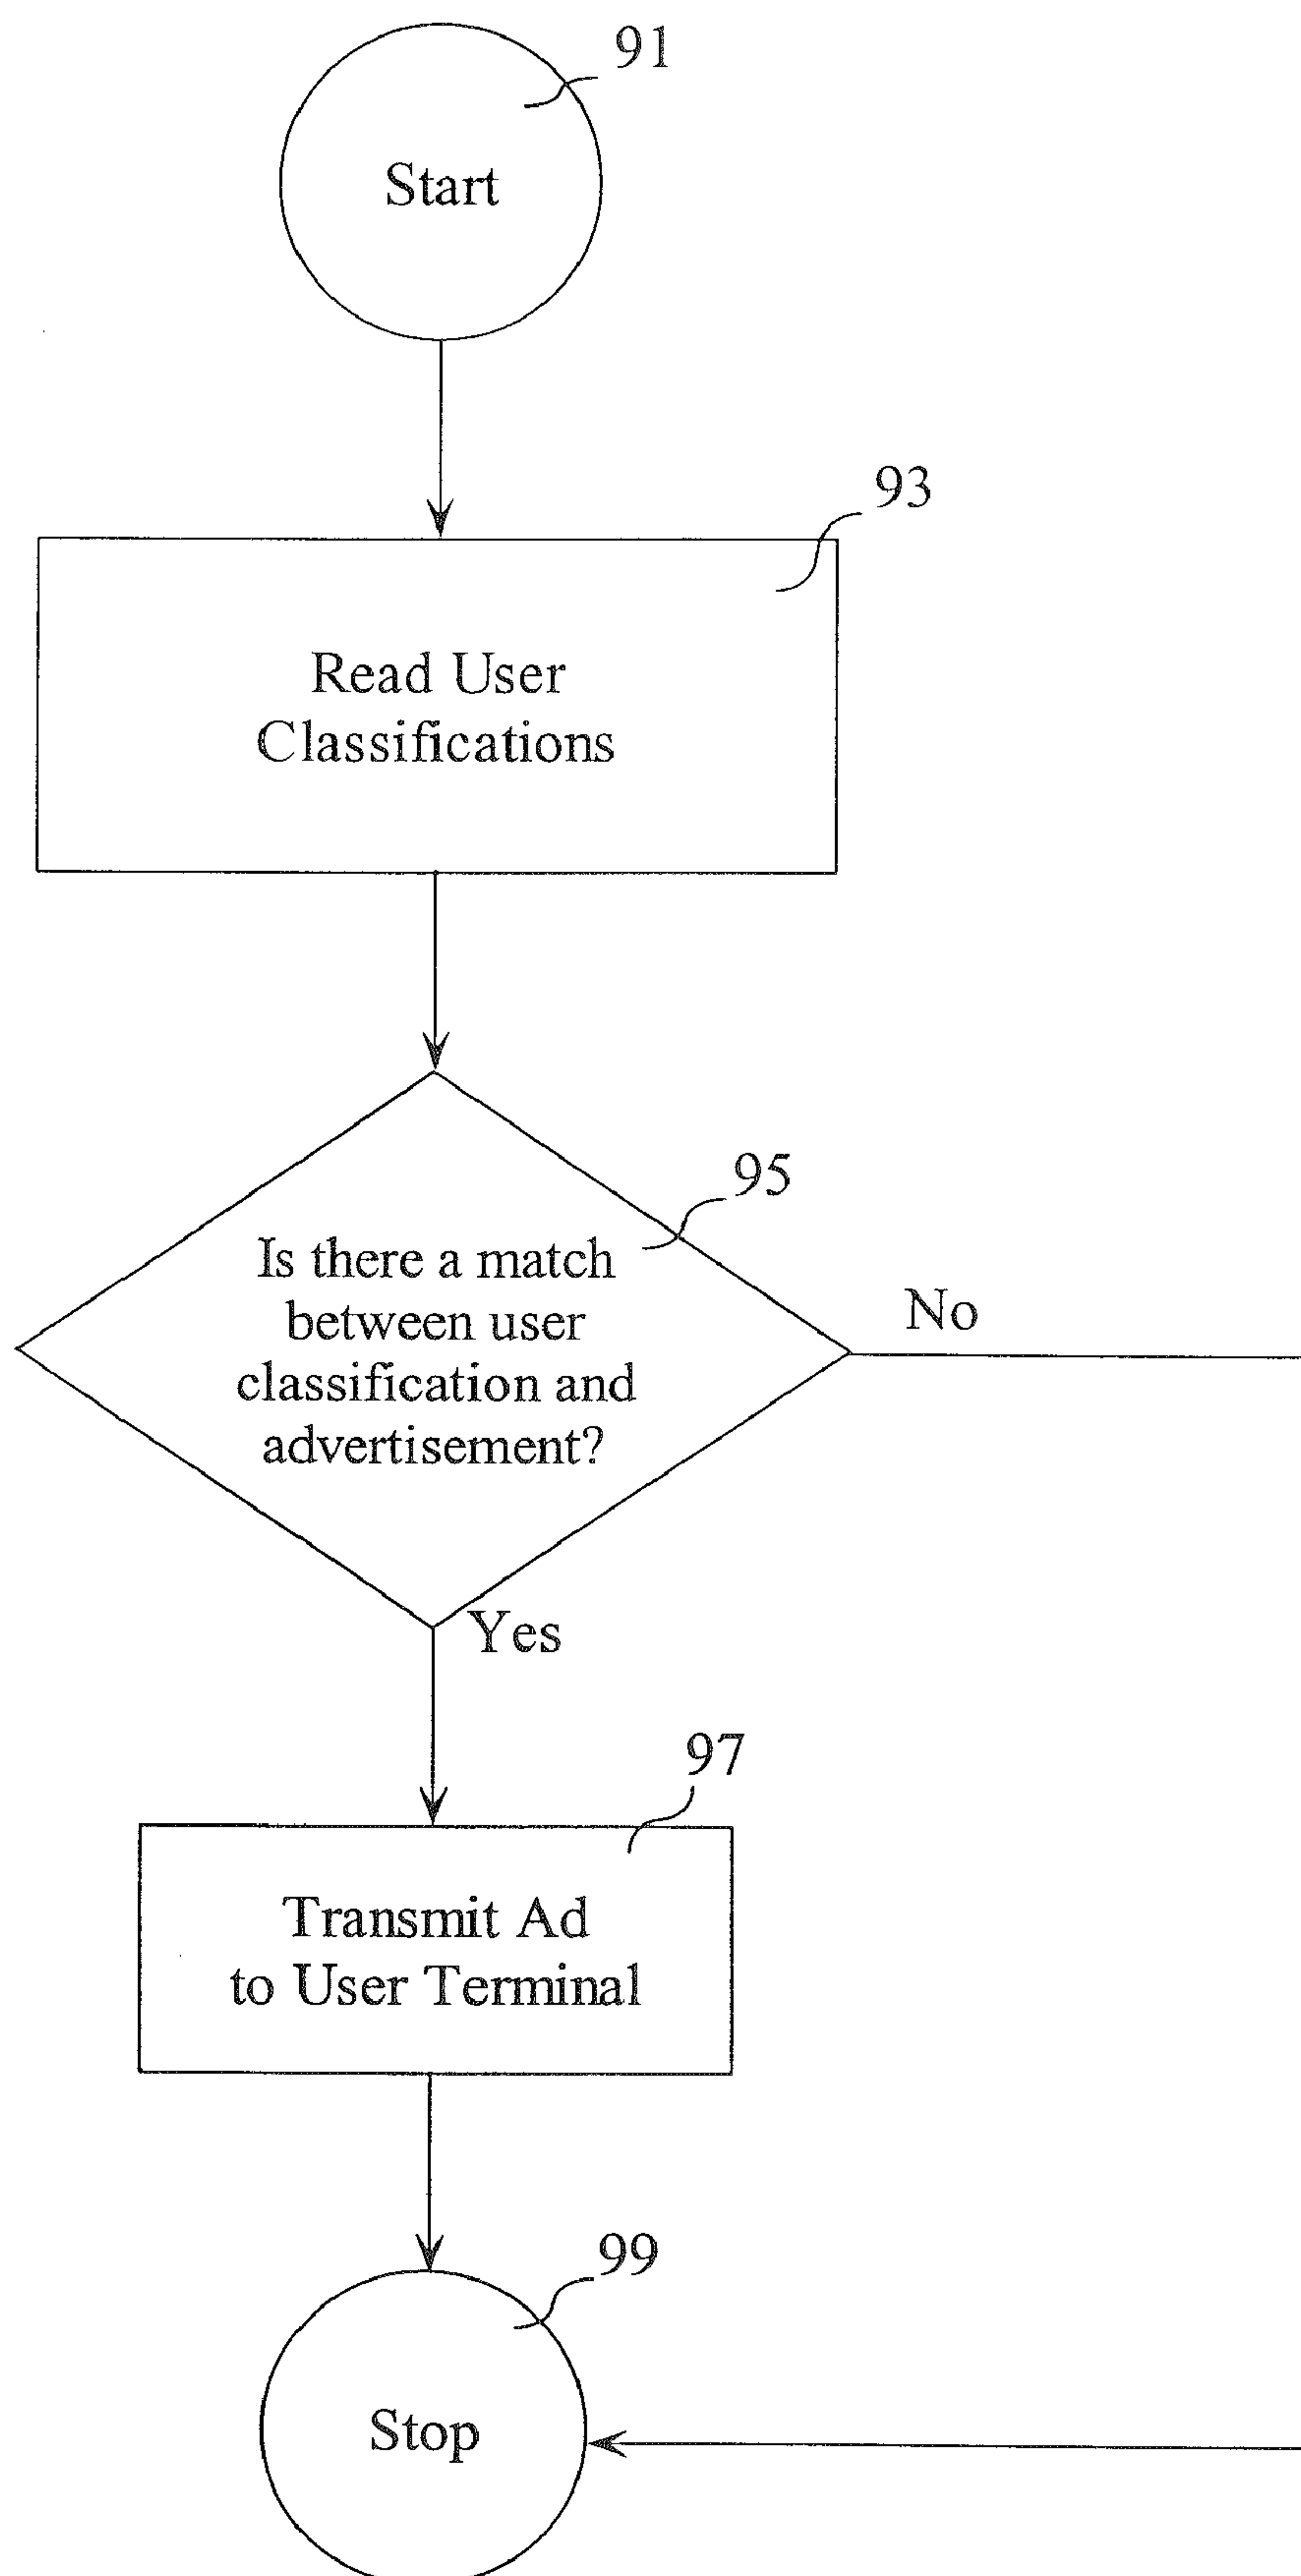 91
Start
93
Read User
Classifications
95
Is there a match
between user
classification and
advertisement?
No
Yes
97
Transmit Ad
to User Terminal
99
Stop